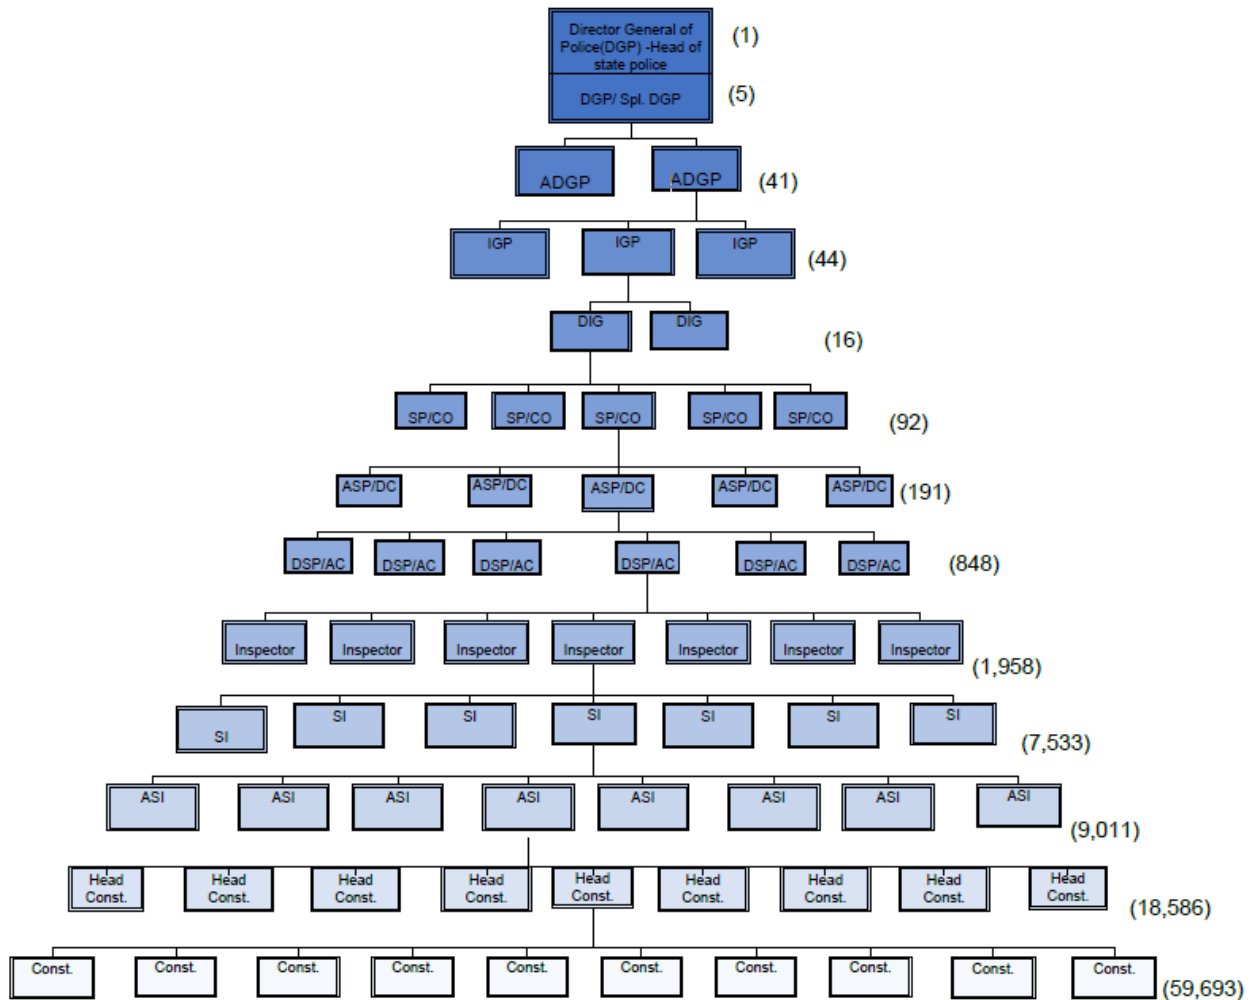 Director General of
Police(DGP) -Head of
state police
(1)
DGP/ Spl. DGP
(5)
ADGP
ADGP
(41)
IGP
IGP
IGP
(44)
DIG
DIG
(16)
SP/CO
SP/CO
SP/CO
SP/CO
SP/CO
(92)
ASP/DC
ASP/DC
ASP/DC
ASP/DC
ASP/DC
(191)
DSP/AC
DSP/AC
DSP/AC
DSP/AC
DSP/AC
DSP/AC
(848)
Inspector
Inspector
Inspector
Inspector
Inspector
Inspector
Inspector
(1,958)
SI
SI
SI
SI
SI
SI
SI
(7,533)
ASI
ASI
ASI
ASI
ASI
ASI
ASI
ASI
(9,011)
Head
Const.
Head
Const.
Head
Const.
Head
Const.
Head
Const.
Head
Const.
Head
Const.
Head
Const.
Head
Const.
(18,586)
Const.
Const.
Const.
Const.
Const.
Const.
Const.
Const.
Const.
Const.
(59,693)